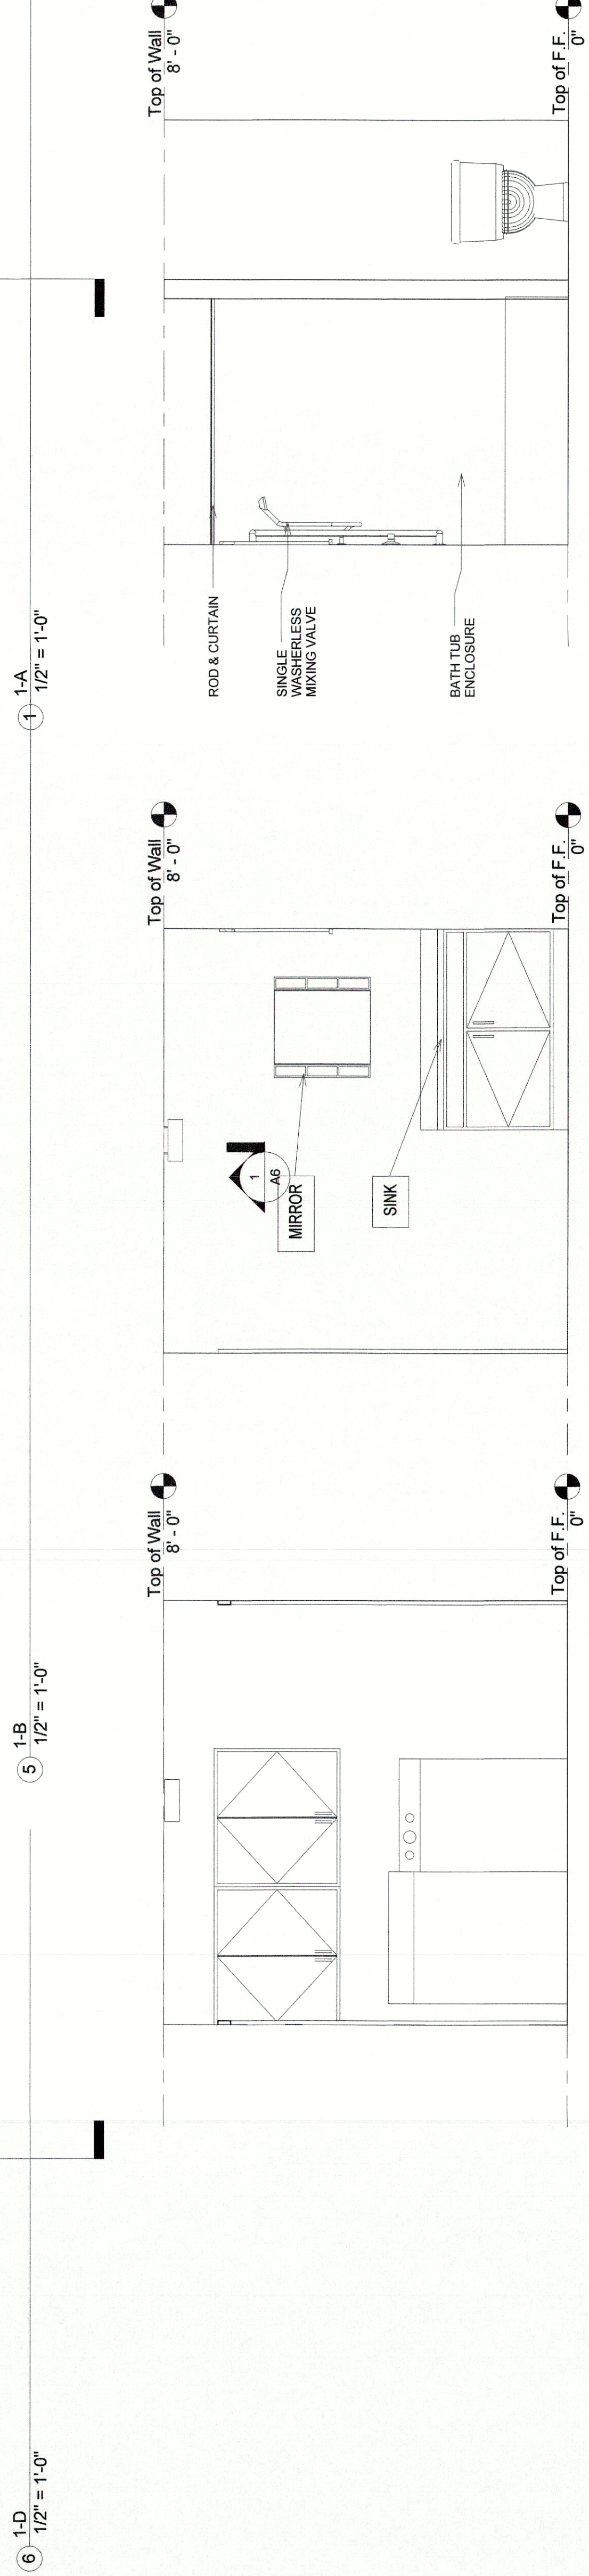 6
1-D
1/2" = 1'-0"
5
1-B
1/2" = 1'-0"
1
1-A
1/2" = 1'-0"
Top of Wall
8' - 0"
Top of F.F.
0"
MIRROR
SINK
1
A6
Top of Wall
8' - 0"
Top of F.F.
0"
ROD & CURTAIN
SINGLE
WASHERLESS
MIXING VALVE
BATH TUB
ENCLOSURE
Top of Wall
8' - 0"
Top of F.F.
0"